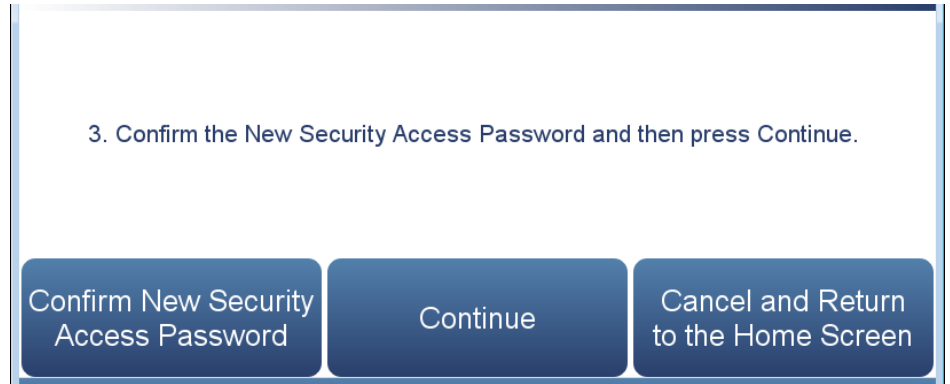 3. Confirm the New Security Access Password and then press Continue.
Confirm New Security
Access Password
Continue
Cancel and Return
to the Home Screen